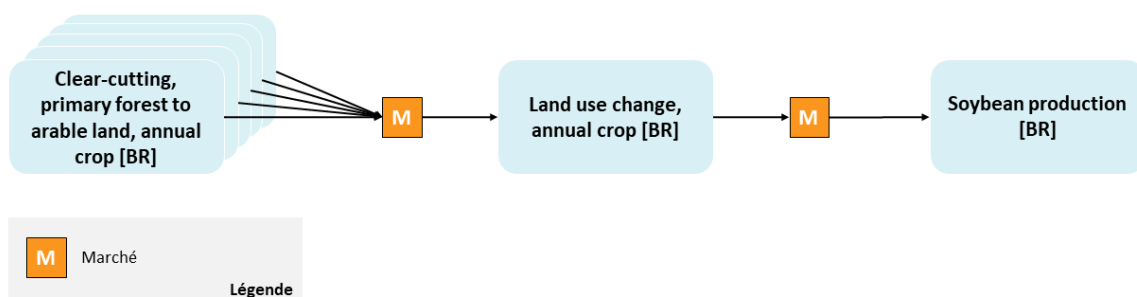 Clear-cutting,
primary forest to
arable land, annual
crop [BR]
M
Land use change,
annual crop [BR]
M
Soybean production
[BR]
M
Marché
Légende